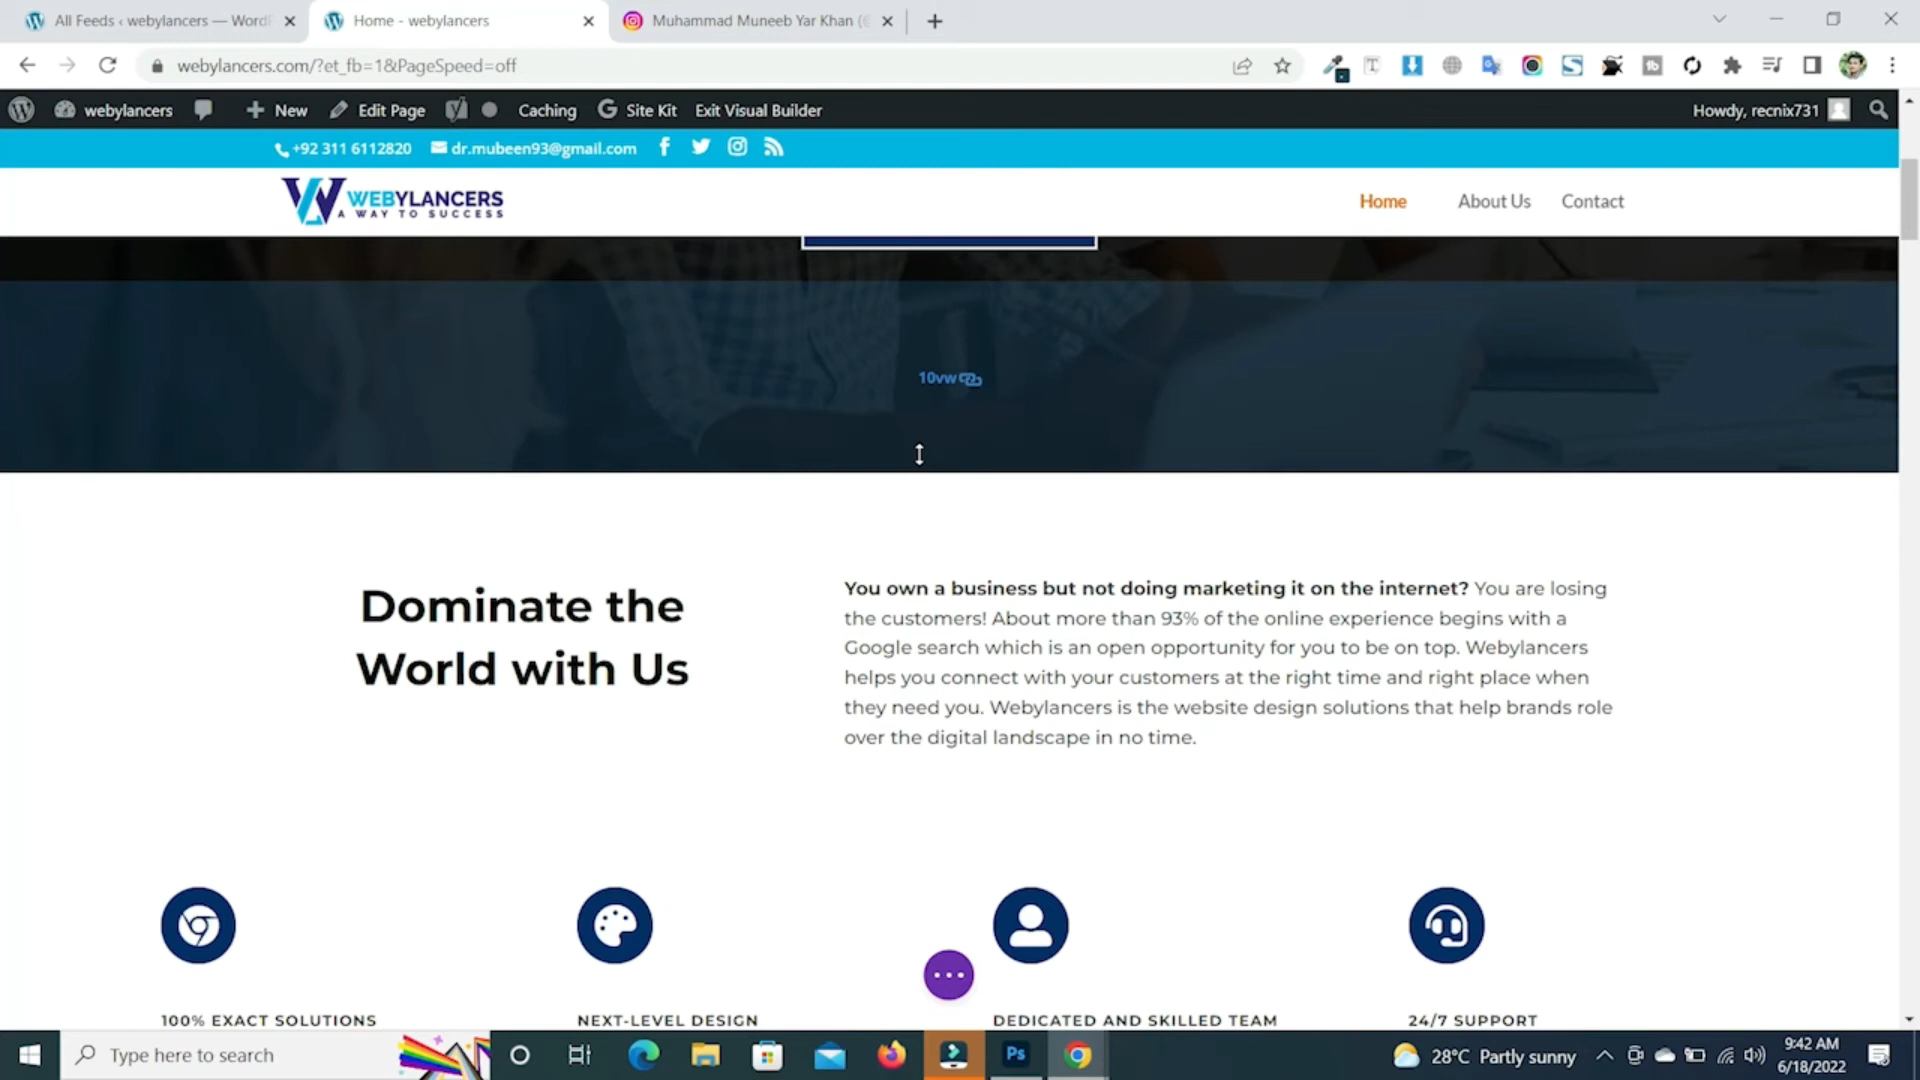 All Feeds ‹ webylancers — WordP
Home - webylancers
Muhammad Muneeb Yar Khan (@
webylancers.com/?et_fb=1&PageSpeed=off
webylancers
New
Edit Page
Caching
Site Kit
Exit Visual Builder
Howdy, recnix731
+92 311 6112820
dr.mubeen93@gmail.com
WEBYLANCERS
A WAY TO SUCCESS
Home
About Us
Contact
10vw
Dominate the
World with Us
You own a business but not doing marketing it on the internet? You are losing
the customers! About more than 93% of the online experience begins with a
Google search which is an open opportunity for you to be on top. Webylancers
helps you connect with your customers at the right time and right place when
they need you. Webylancers is the website design solutions that help brands role
over the digital landscape in no time.
100% EXACT SOLUTIONS
NEXT-LEVEL DESIGN
DEDICATED AND SKILLED TEAM
24/7 SUPPORT
Type here to search
Ps
28°C Partly sunny
9:42 AM
6/18/2022